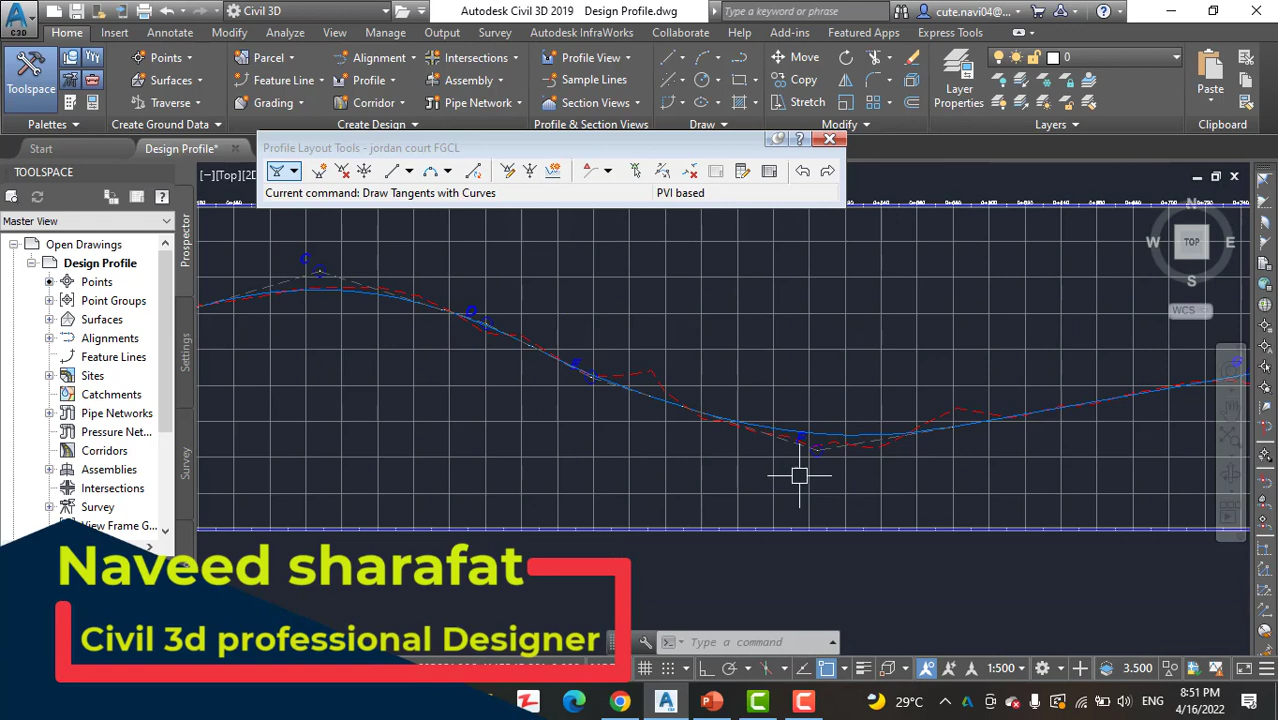 Civil 3D
Autodesk Civil 3D 2019 Design Profile.dwg
Type a keyword or phrase
cute.navi04@...
C3D
Home Insert Annotate Modify Analyze View Manage Output Survey Autodesk InfraWorks Collaborate Help Add-ins Featured Apps Express Tools
Toolspace
Points
Surfaces
Traverse
Parcel
Feature Line
Grading
Alignment
Profile
Corridor
Intersections
Assembly
Pipe Network
Profile View
Sample Lines
Section Views
Move
Copy
Stretch
Layer
Properties
0
Paste
Palettes
Create Ground Data
Create Design
Profile & Section Views
Draw
Modify
Layers
Clipboard
Start
Design Profile*
Profile Layout Tools - jordan court FGCL
Current command: Draw Tangents with Curves
PVI based
TOOLSPACE
Master View
Open Drawings
Design Profile
Points
Point Groups
Surfaces
Alignments
Feature Lines
Sites
Catchments
Pipe Networks
Pressure Net
Corridors
Assemblies
Intersections
Survey
View Frame G
Prospector
Settings
Survey
[−][Top][2D
N
W TOP E
S
WCS
Type a command
1:500
3.500
Naveed sharafat
Civil 3d professional Designer
29°C
ENG
8:51 PM
4/16/2022